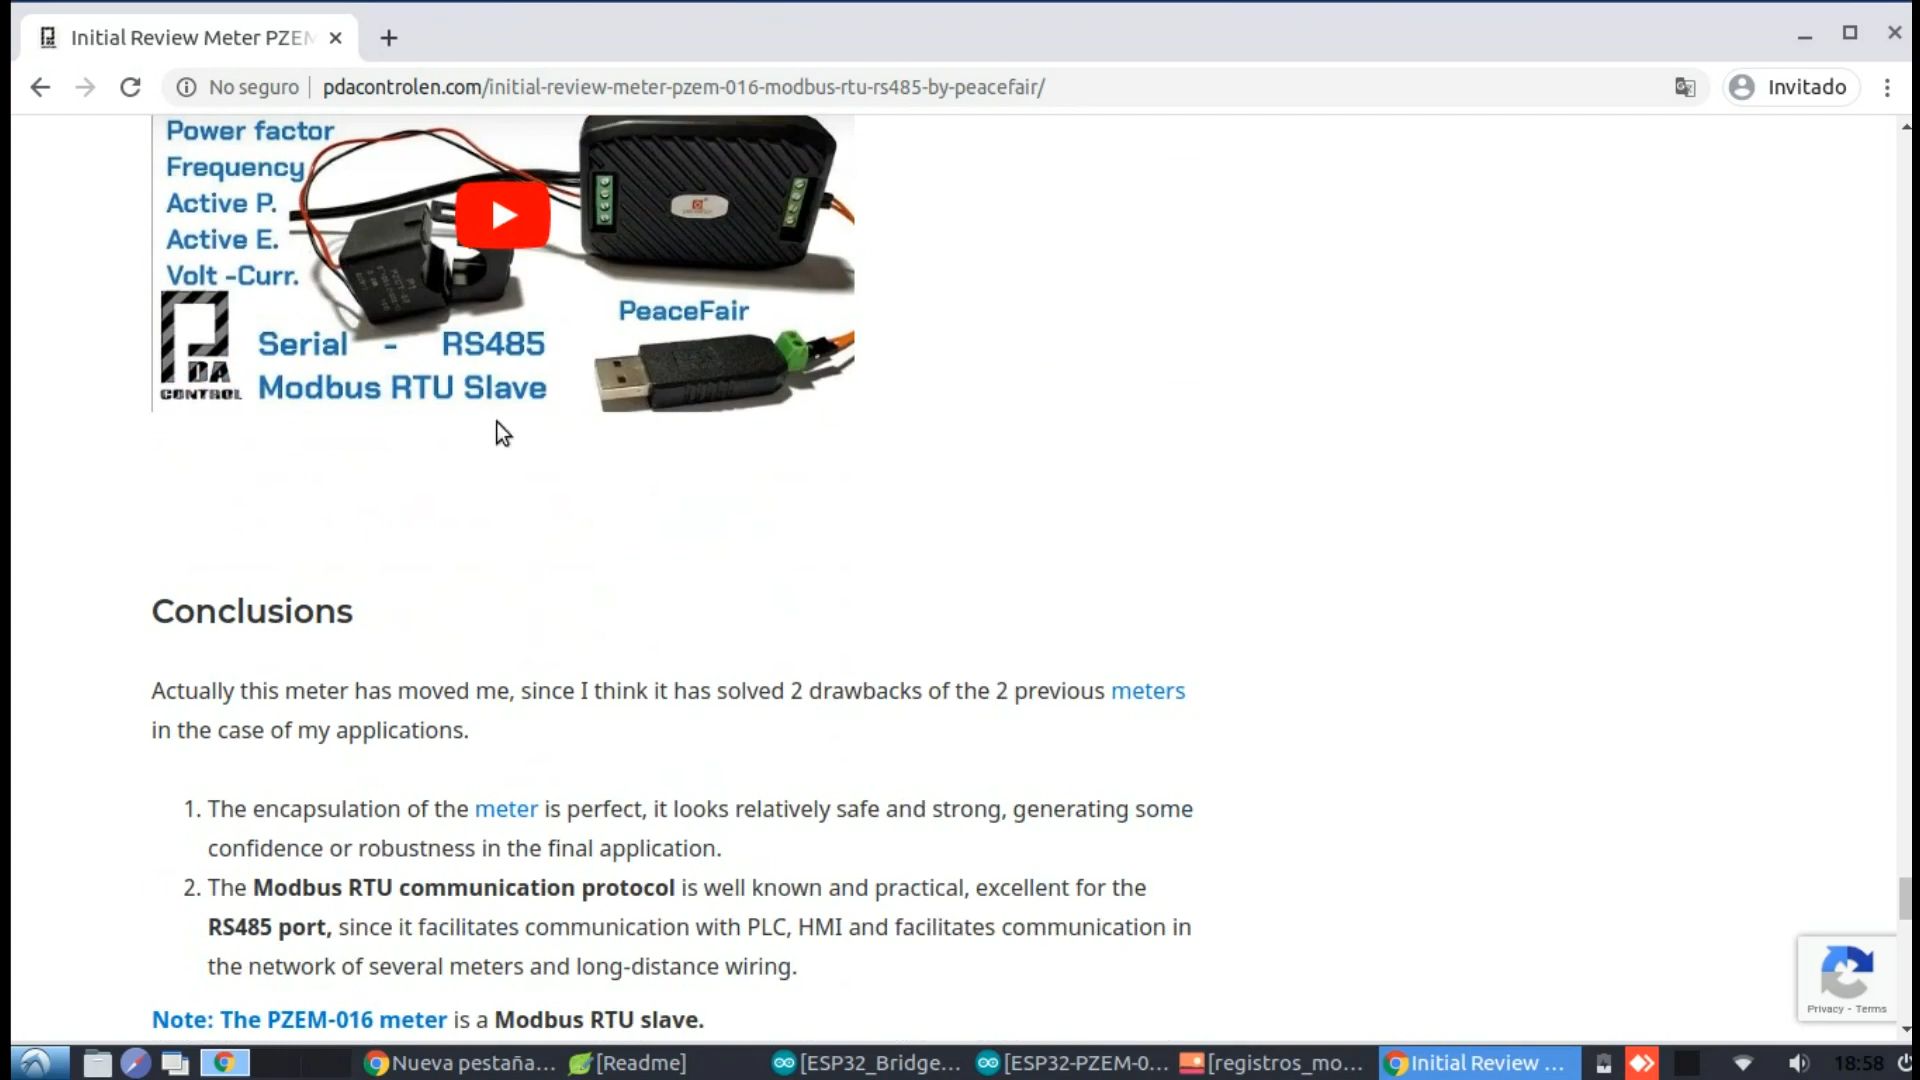 Initial Review Meter PZEM
No seguro
pdacontrolen.com/initial-review-meter-pzem-016-modbus-rtu-rs485-by-peacefair/
Invitado
Power factor
Frequency
Active P.
Active E.
Volt -Curr.
PDA
CONTROL
PeaceFair
Serial - RS485
Modbus RTU Slave
Conclusions
Actually this meter has moved me, since I think it has solved 2 drawbacks of the 2 previous meters
in the case of my applications.
1. The encapsulation of the meter is perfect, it looks relatively safe and strong, generating some
confidence or robustness in the final application.
2. The Modbus RTU communication protocol is well known and practical, excellent for the
RS485 port, since it facilitates communication with PLC, HMI and facilitates communication in
the network of several meters and long-distance wiring.
Note: The PZEM-016 meter is a Modbus RTU slave.
Privacy - Terms
Nueva pestaña...
[Readme]
[ESP32_Bridge...
[ESP32-PZEM-0...
[registros_mo...
Initial Review ...
18:58